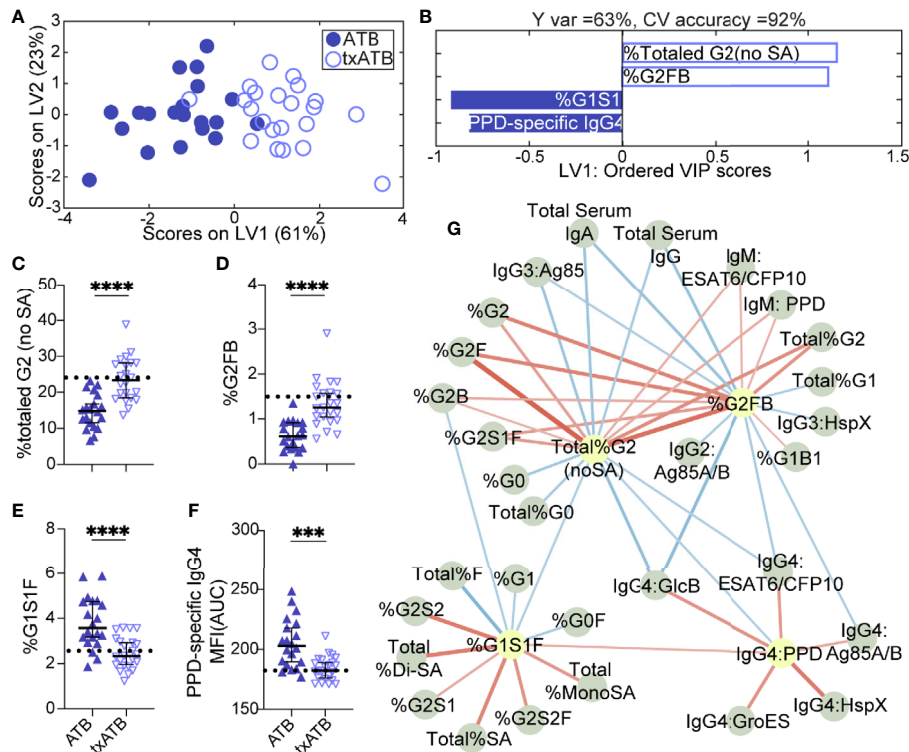 A
Scores on LV2 (23%)
3
2
1
0
-1
-2
-3
-4
-2
0
2
4
Scores on LV1 (61%)
ATB
txATB
B
Y var =63%, CV accuracy =92%
%Totaled G2(no SA)
%G2FB
%G1S1
PPD-specific IgG4
-1
-0.5
0
0.5
1
1.5
LV1: Ordered VIP scores
C
%totaled G2 (no SA)
50
40
30
20
10
0
****
D
%G2FB
4
3
2
1
0
****
E
%G1S1F
8
6
4
2
0
****
ATB
txATB
F
PPD-specific IgG4
MFI(AUC)
300
250
200
150
***
ATB
txATB
G
Total Serum
IgA
Total Serum
IgG
IgM:
ESAT6/CFP10
IgG3:Ag85
IgM: PPD
%G2
Total%G2
%G2F
Total%G1
%G2B
%G2FB
IgG3:HspX
%G2S1F
Total%G2
(noSA)
IgG2:
Ag85A/B
%G1B1
%G0
Total%G0
IgG4:GlcB
IgG4:
ESAT6/CFP10
Total%F
%G1
%G2S2
%G0F
%G1S1F
IgG4:PPD
IgG4:
Ag85A/B
Total
%Di-SA
Total
%MonoSA
%G2S1
%G2S2F
Total%SA
IgG4:GroES
IgG4:HspX